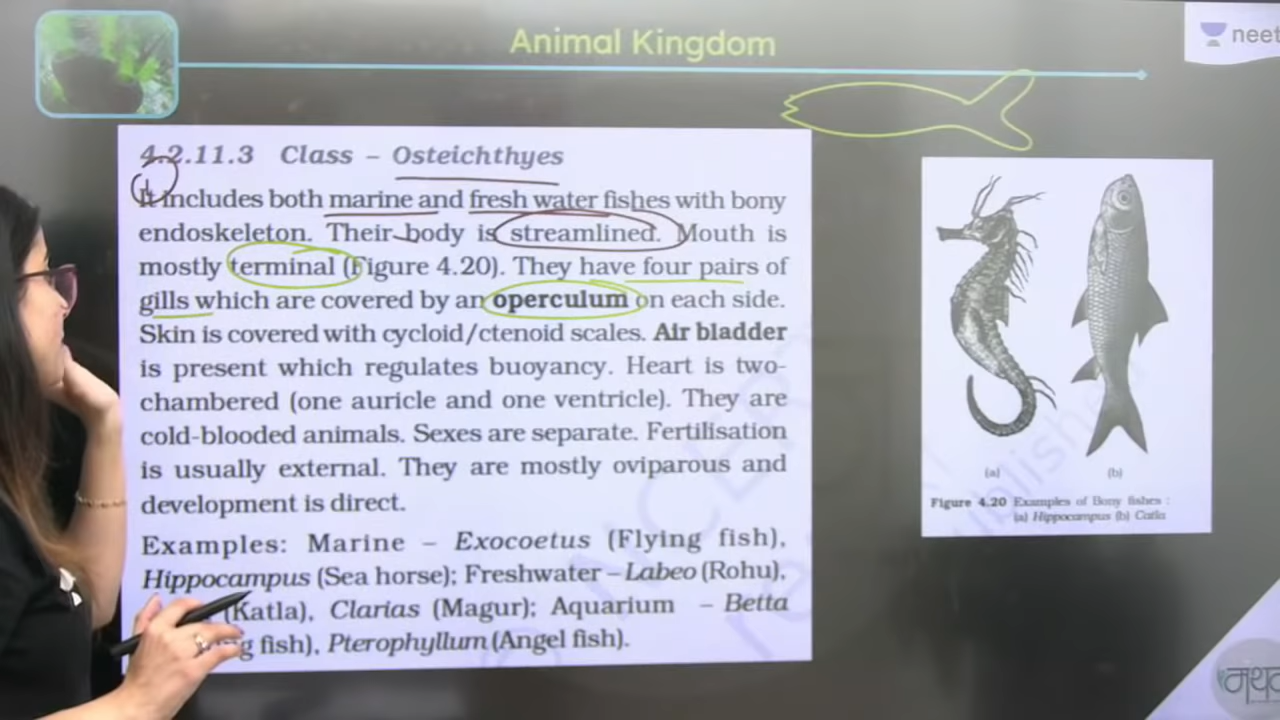 Animal Kingdom
neet
4.2.11.3 Class – Osteichthyes
It includes both marine and fresh water fishes with bony
endoskeleton. Their body is streamlined. Mouth is
mostly terminal (Figure 4.20). They have four pairs of
gills which are covered by an operculum on each side.
Skin is covered with cycloid/ctenoid scales. Air bladder
is present which regulates buoyancy. Heart is two-
chambered (one auricle and one ventricle). They are
cold-blooded animals. Sexes are separate. Fertilisation
is usually external. They are mostly oviparous and
development is direct.
Examples: Marine – Exocoetus (Flying fish),
Hippocampus (Sea horse); Freshwater – Labeo (Rohu),
(Katla), Clarias (Magur); Aquarium – Betta
fish), Pterophyllum (Angel fish).
(a) (b)
Figure 4.20 Examples of Bony fishes :
(a) Hippocampus (b) Catla